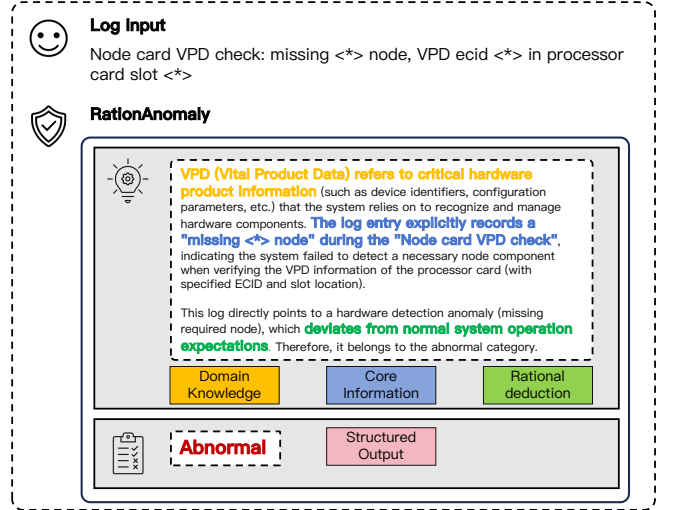 Log Input
Node card VPD check: missing <*> node, VPD ecid <*> in processor
card slot <*>
RationAnomaly
VPD (Vital Product Data) refers to critical hardware
product information (such as device identifiers, configuration
parameters, etc.) that the system relies on to recognize and manage
hardware components. The log entry explicitly records a
"missing <*> node" during the "Node card VPD check",
indicating the system failed to detect a necessary node component
when verifying the VPD information of the processor card (with
specified ECID and slot location).
This log directly points to a hardware detection anomaly (missing
required node), which deviates from normal system operation
expectations. Therefore, it belongs to the abnormal category.
Domain
Knowledge
Core
Information
Rational
deduction
Abnormal
Structured
Output